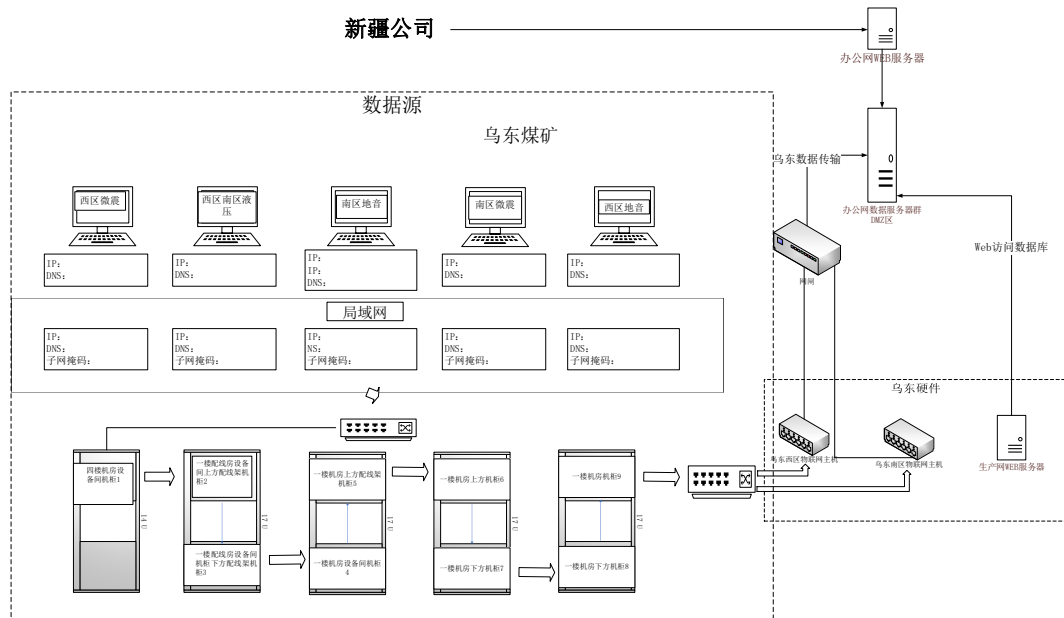 新疆公司
办公网WEB服务器
数据源
乌东煤矿
乌东数据传输
办公网数据服务器群
DMZ区
西区微震
西区南区液
压
南区地音
南区微震
西区地音
Web访问数据库
IP:
DNS:
IP:
DNS:
IP:
IP:
DNS:
IP:
DNS:
IP:
DNS:
网闸
局域网
IP:
DNS:
子网掩码:
IP:
DNS:
子网掩码:
IP:
NS:
子网掩码:
IP:
DNS:
子网掩码:
IP:
DNS:
子网掩码:
乌东硬件
乌东西区物联网主机
乌东南区物联网主机
生产网WEB服务器
四楼机房设
备间机柜1
14U
一楼配线房设备
间上方配线架机
柜2
17U
一楼配线房设备间
机柜下方配线架机
柜3
一楼机房上方配线架
机柜5
17U
一楼机房设备间机柜
4
一楼机房上方机柜6
17U
一楼机房下方机柜7
一楼机房机柜9
17U
一楼机房下方机柜8